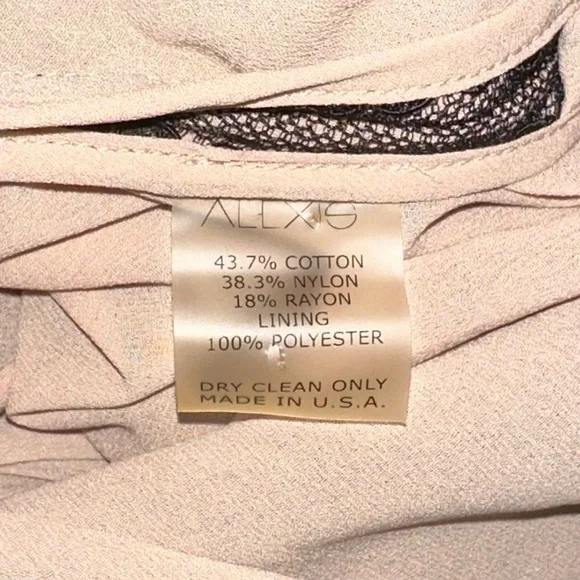 ALEXIS
43.7% COTTON
38.3% NYLON
18% RAYON
LINING
100% POLYESTER
DRY CLEAN ONLY
MADE IN U.S.A.